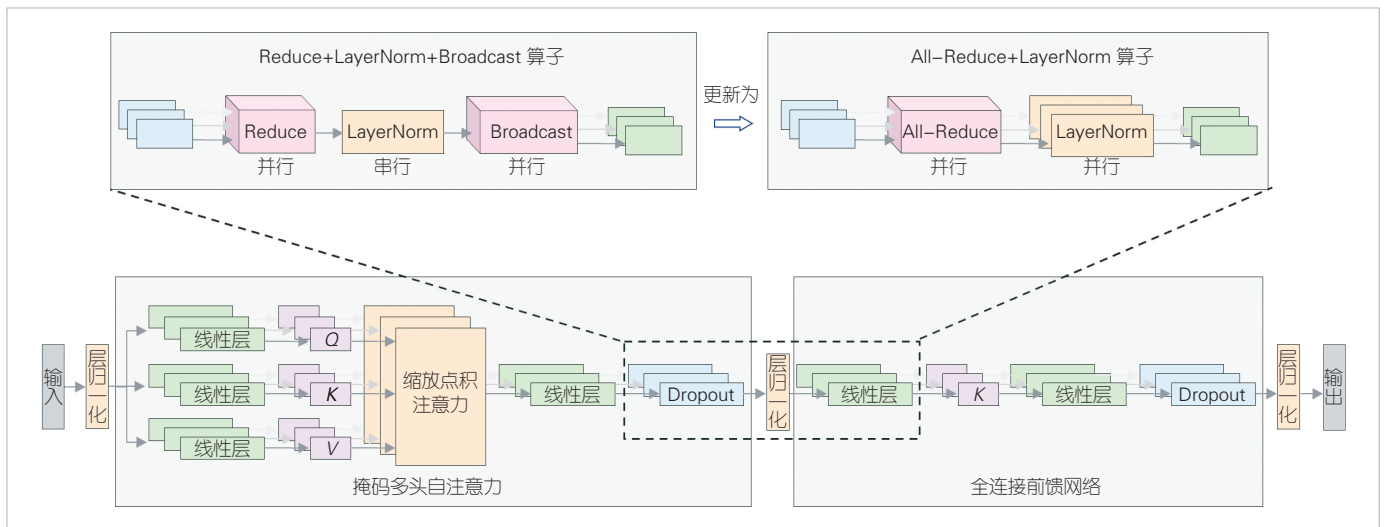 Reduce+LayerNorm+Broadcast 算子
Reduce
LayerNorm
Broadcast
并行
串行
并行
更新为
All-Reduce+LayerNorm 算子
All-Reduce
LayerNorm
并行
并行
输入
层归一化
线性层
Q
线性层
K
线性层
V
缩放点积
注意力
线性层
Dropout
掩码多头自注意力
层归一化
线性层
K
线性层
Dropout
全连接前馈网络
层归一化
输出